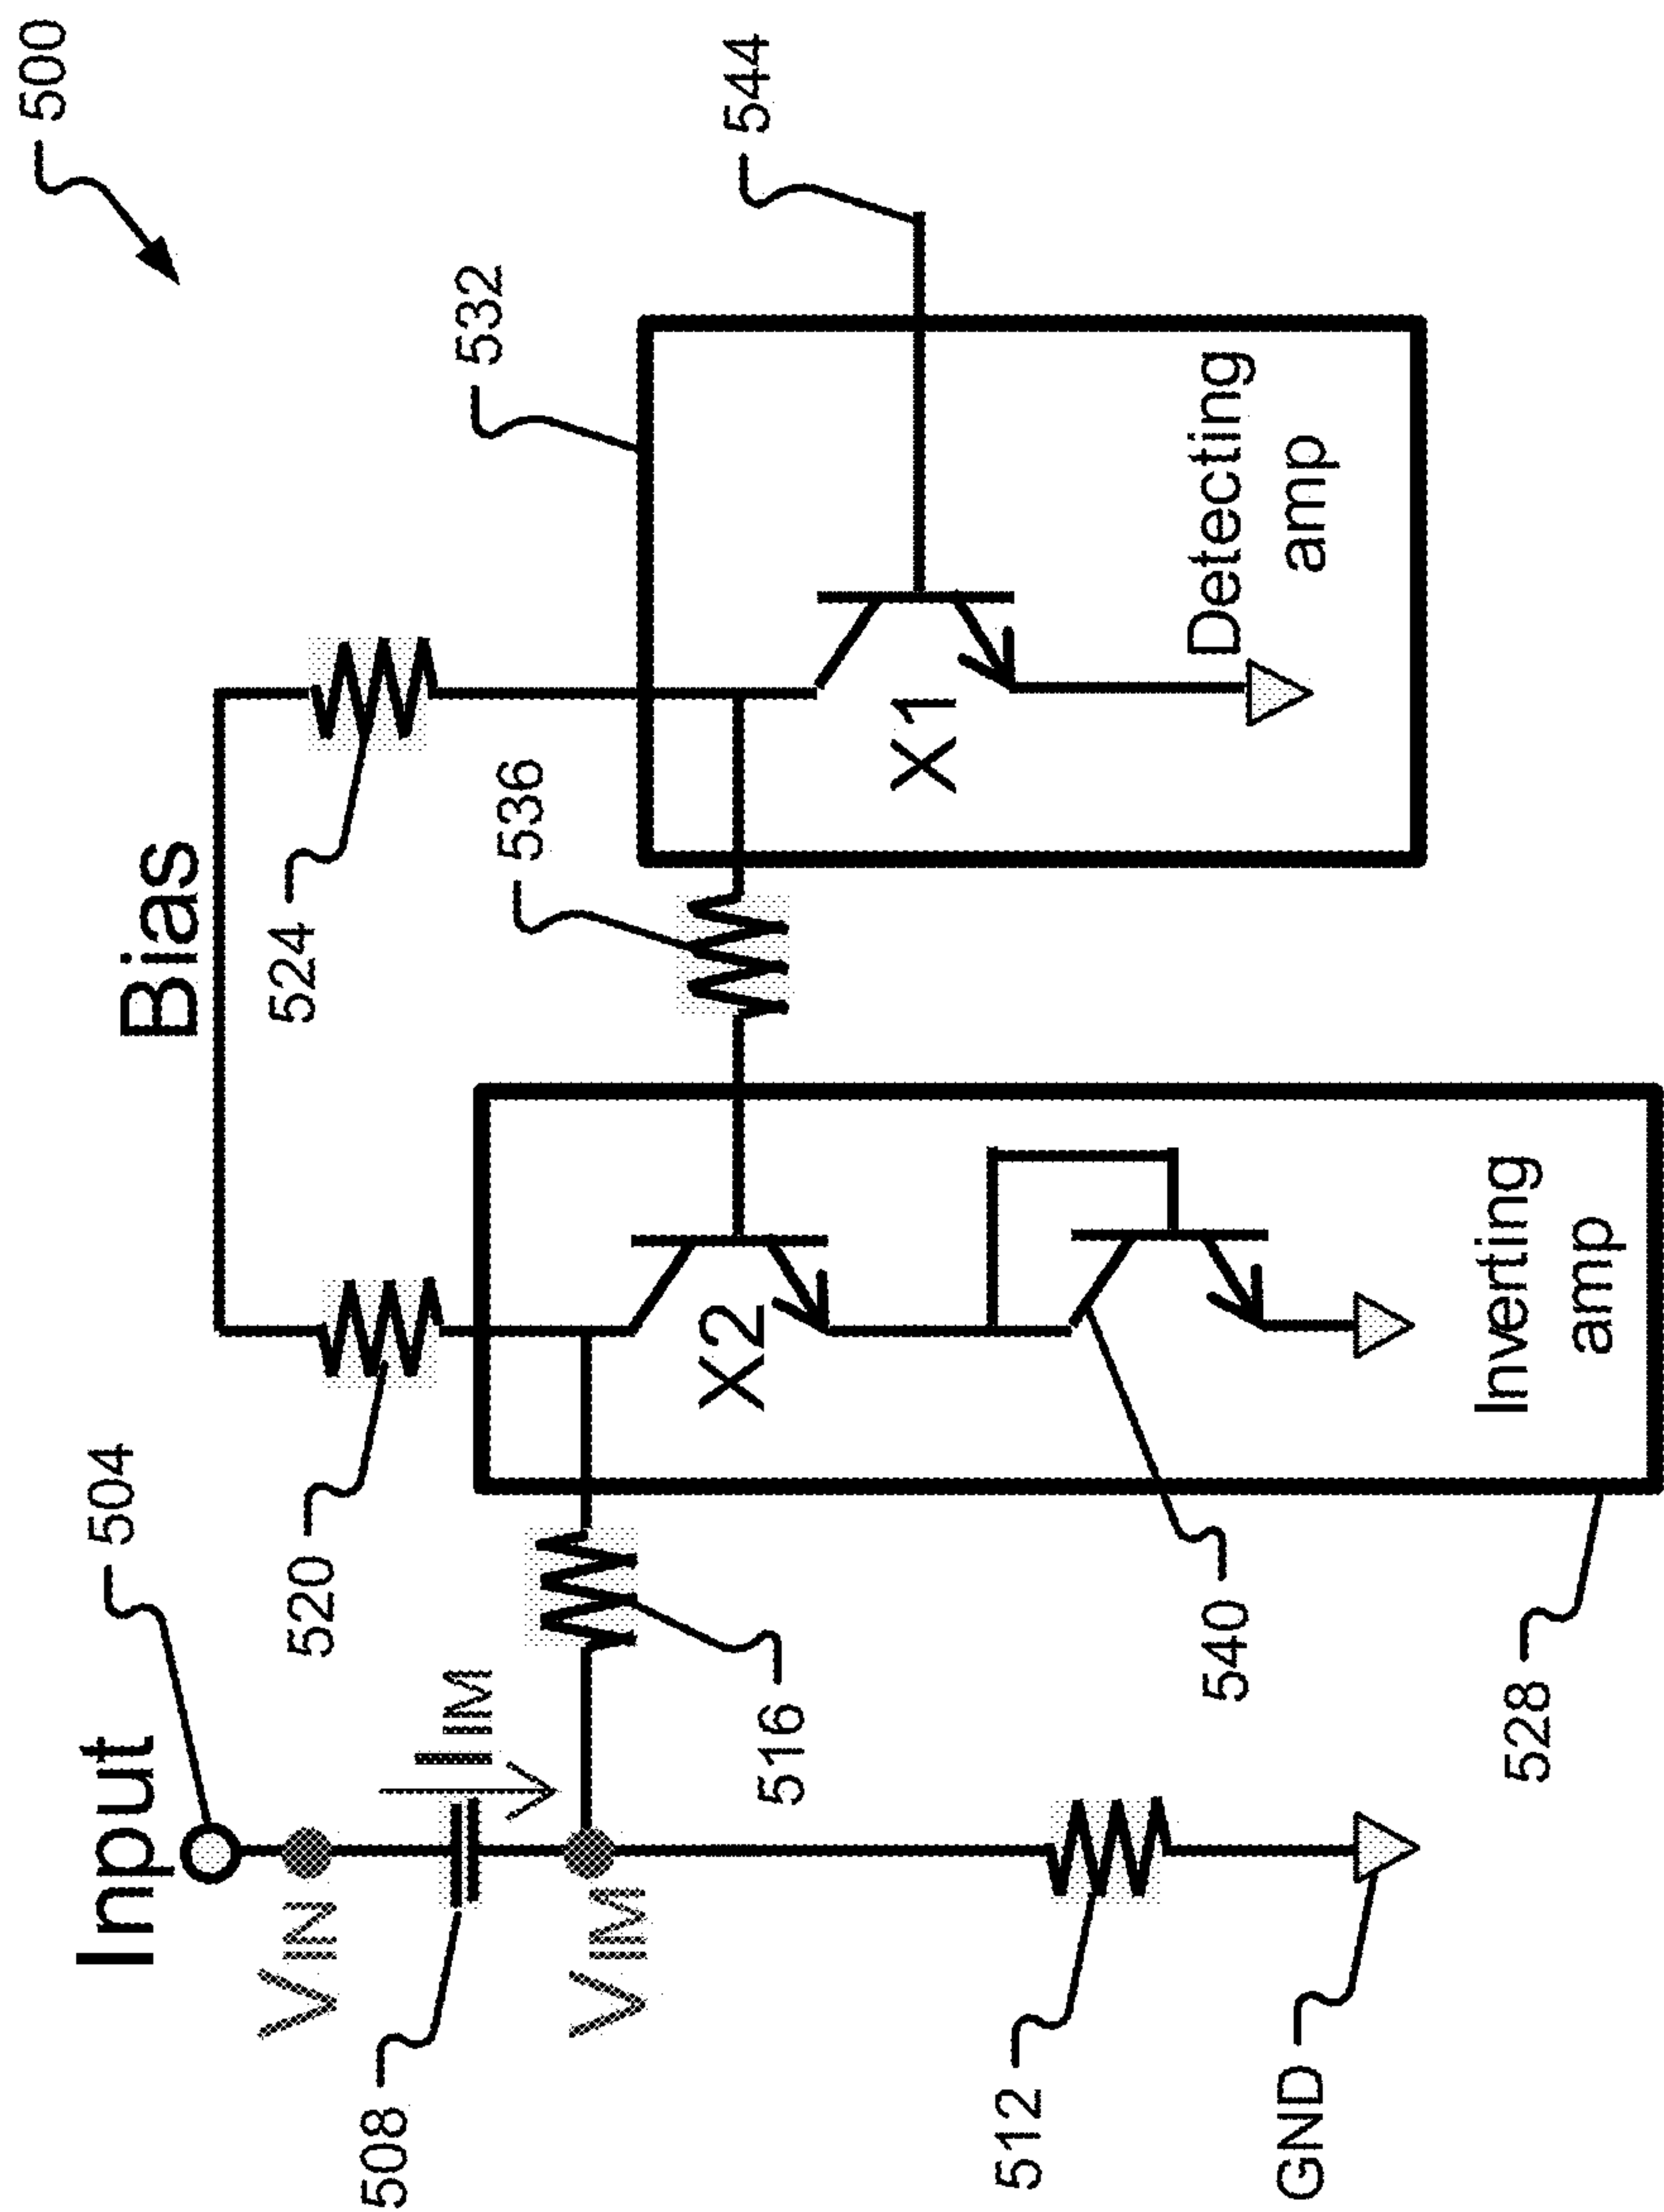 500
Input
504
Bias
VIN
508
IIM
VIM
520
524
532
544
516
536
X2
X1
540
512
GND
528
Inverting
amp
Detecting
amp